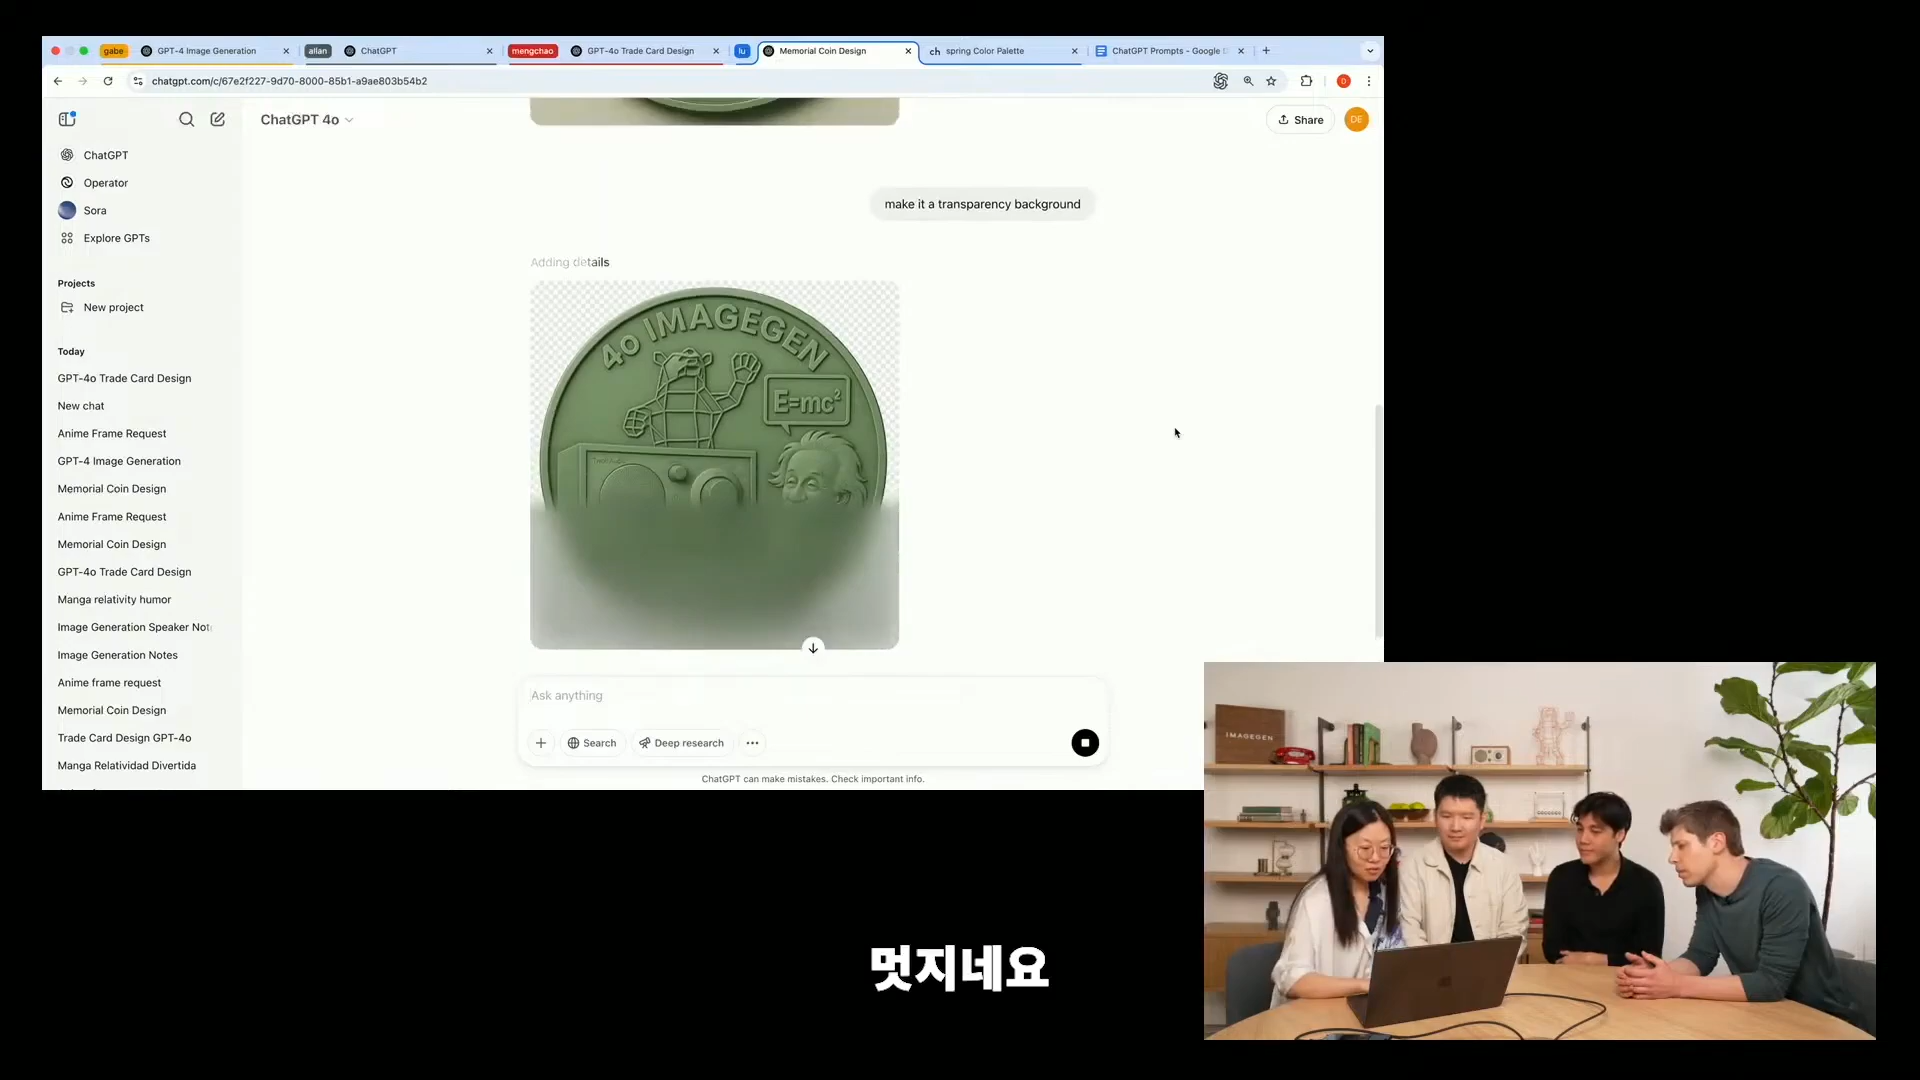 gabe
GPT-4 Image Generation
allan
ChatGPT
mengchao
GPT-4o Trade Card Design
lu
Memorial Coin Design
ch
spring Color Palette
ChatGPT Prompts - Google
chatgpt.com/c/67e2f227-9d70-8000-85b1-a9ae803b54b2
ChatGPT 4o
Share
DE
ChatGPT
Operator
Sora
Explore GPTs
Projects
New project
Today
GPT-4o Trade Card Design
New chat
Anime Frame Request
GPT-4 Image Generation
Memorial Coin Design
Anime Frame Request
Memorial Coin Design
GPT-4o Trade Card Design
Manga relativity humor
Image Generation Speaker Not
Image Generation Notes
Anime frame request
Memorial Coin Design
Trade Card Design GPT-4o
Manga Relatividad Divertida
make it a transparency background
Adding details
4o IMAGEGEN
E=mc²
Ask anything
Search
Deep research
ChatGPT can make mistakes. Check important info.
IMAGEGEN
멋지네요